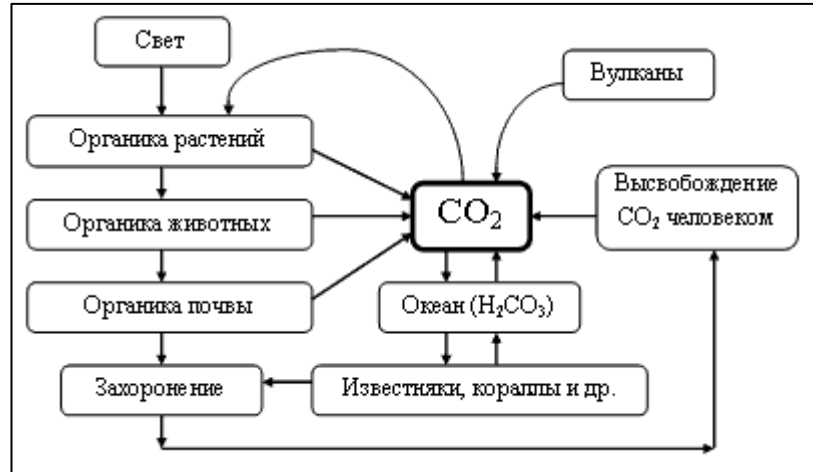 Свет
Вулканы
Органика растений
Высвобождение
CO₂ человеком
CO₂
Органика животных
Органика почвы
Океан (H₂CO₃)
Захоронение
Известняки, кораллы и др.